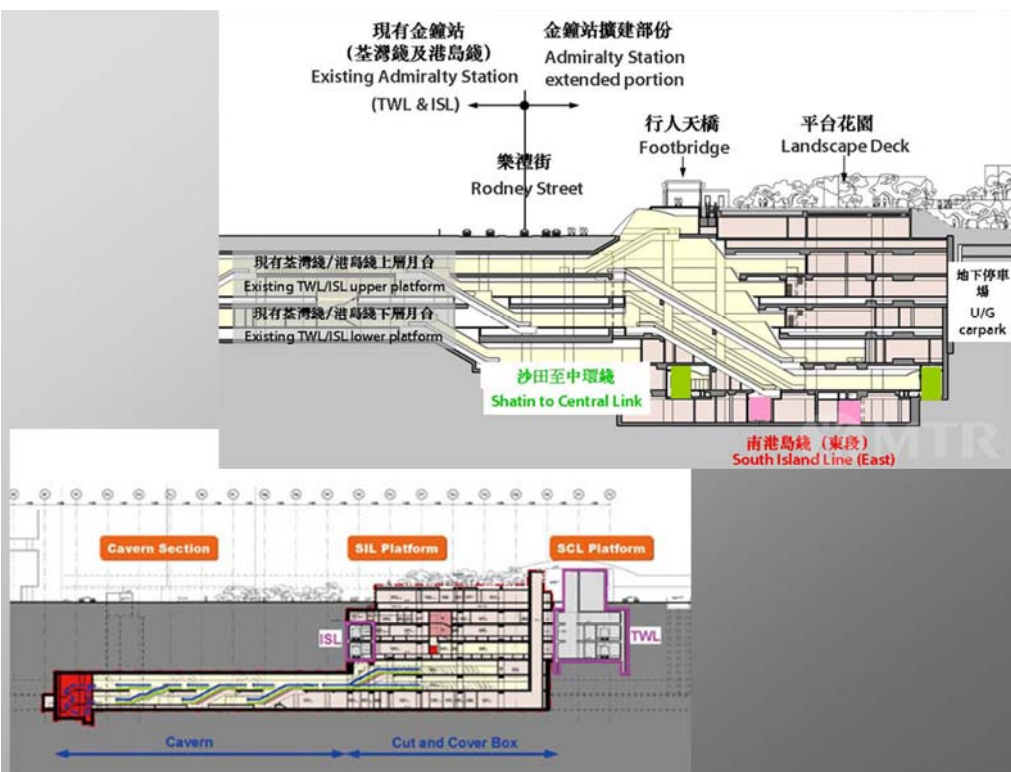 現有金鐘站
(荃灣綫及港島綫)
Existing Admiralty Station
(TWL & ISL)
金鐘站擴建部份
Admiralty Station
extended portion
樂禮街
Rodney Street
行人天橋
Footbridge
平台花園
Landscape Deck
現有荃灣綫/港島綫上層月台
Existing TWL/ISL upper platform
現有荃灣綫/港島綫下層月台
Existing TWL/ISL lower platform
地下停車
場
U/G
carpark
沙田至中環綫
Shatin to Central Link
MTR
南港島綫（東段）
South Island Line (East)
Cavern Section
SIL Platform
SCL Platform
ISL
TWL
Cavern
Cut and Cover Box